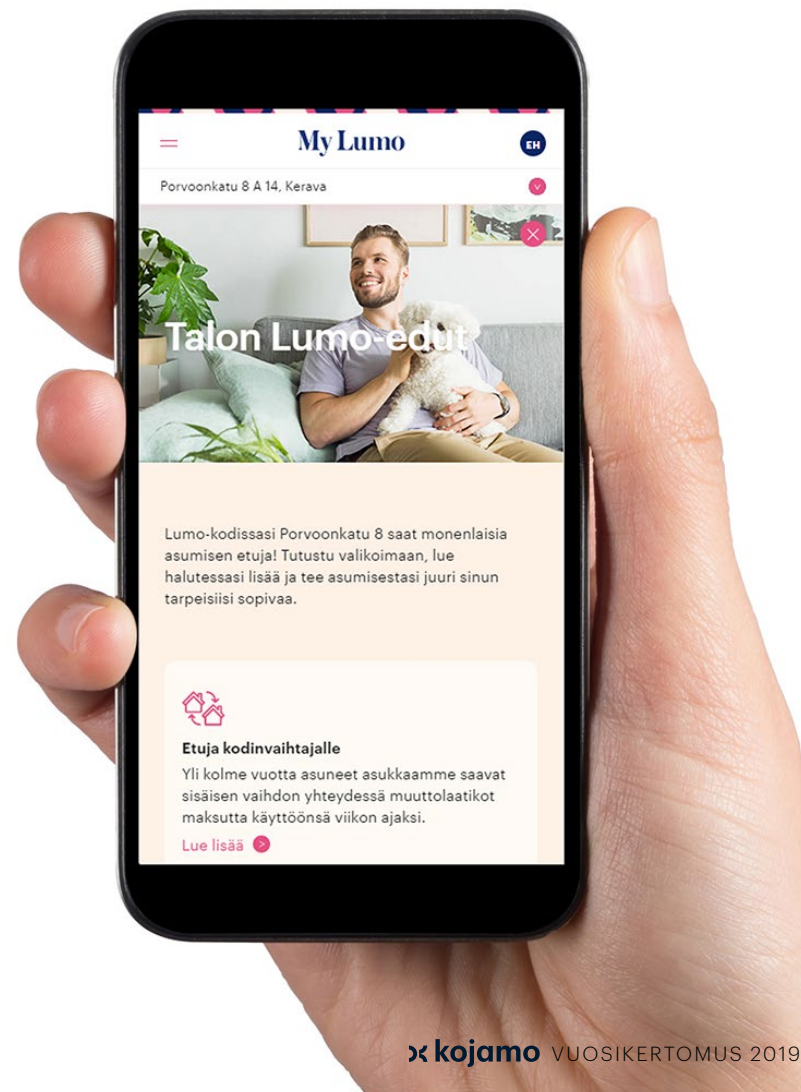 My Lumo
EH
Porvoonkatu 8 A 14, Kerava
Talon Lumo-edut
Lumo-kodissasi Porvoonkatu 8 saat monenlaisia
asumisen etuja! Tutustu valikoimaan, lue
halutessasi lisää ja tee asumisestasi juuri sinun
tarpeisiisi sopivaa.
Etuja kodinvaihtajalle
Yli kolme vuotta asuneet asukkaamme saavat
sisäisen vaihdon yhteydessä muuttolaatikot
maksutta käyttöönsä viikon ajaksi.
Lue lisää
kojamo VUOSIKERTOMUS 2019